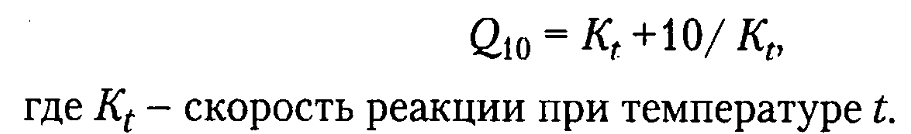 Q₁₀ = Kₜ +10/ Kₜ,
где Kₜ – скорость реакции при температуре t.